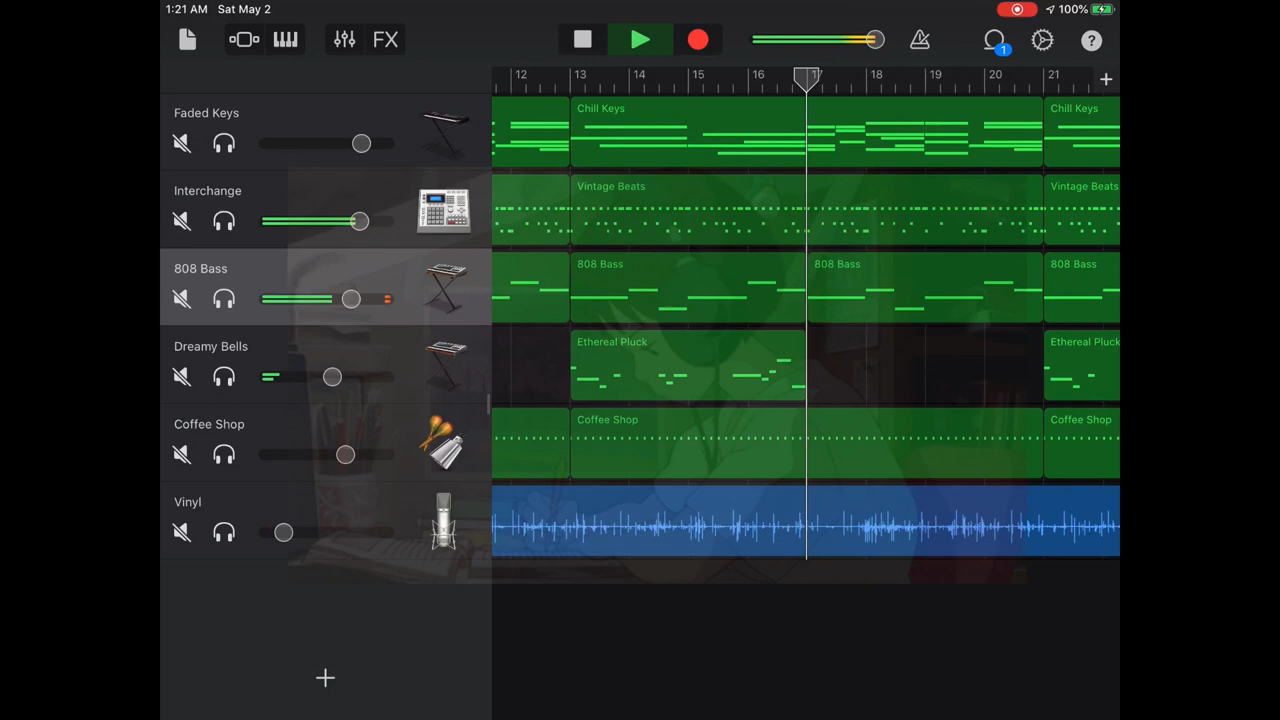 1:21 AM Sat May 2
100%
FX
1
?
12 13 14 15 16 17 18 19 20 21 +
Faded Keys
Chill Keys Chill Keys
Interchange
Vintage Beats Vintage Beats
808 Bass
808 Bass 808 Bass 808 Bass
Dreamy Bells
Ethereal Pluck Ethereal Pluck
Coffee Shop
Coffee Shop Coffee Shop
Vinyl
+